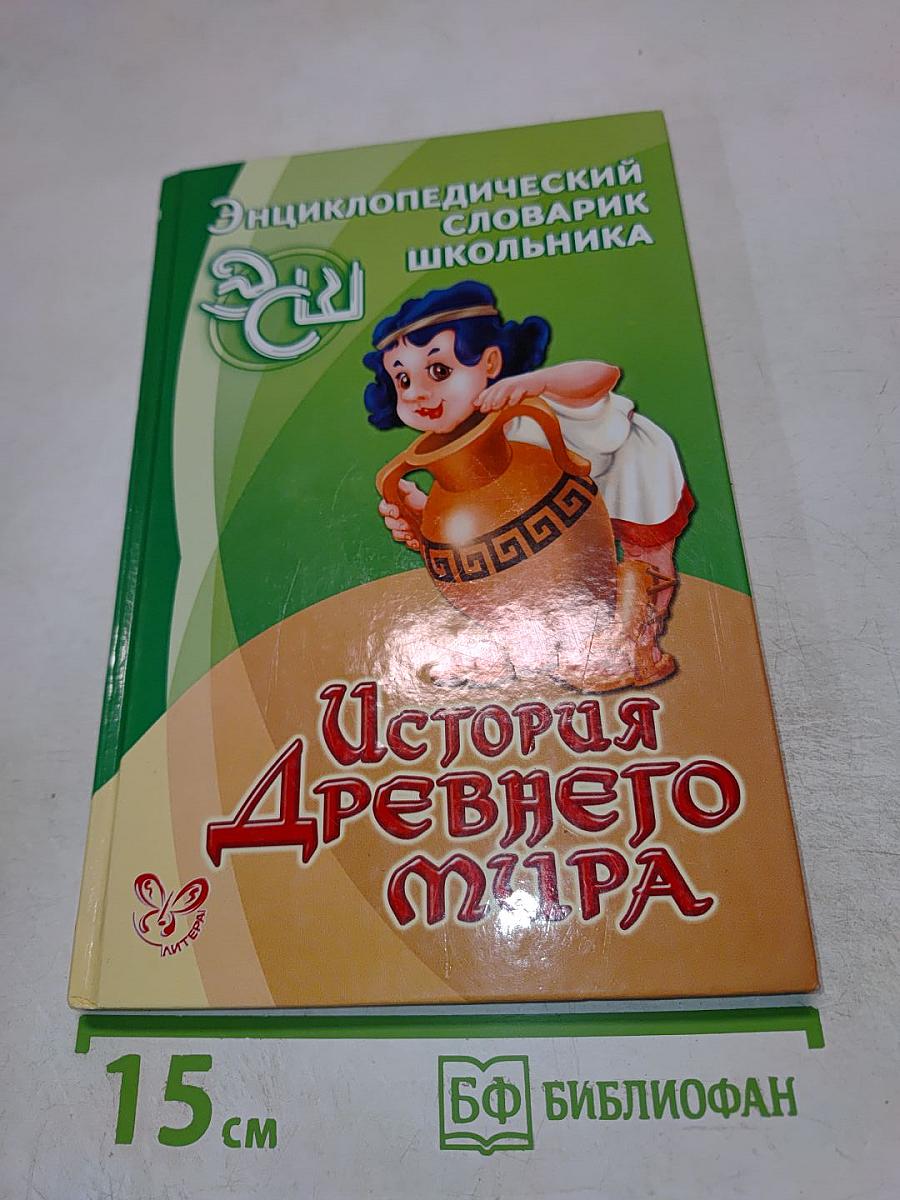 Энциклопедический
словарик
школьника
ЭСШ
История
Древнего
мира
ЛИТЕРА
15 см
БФ БИБЛИОФАН